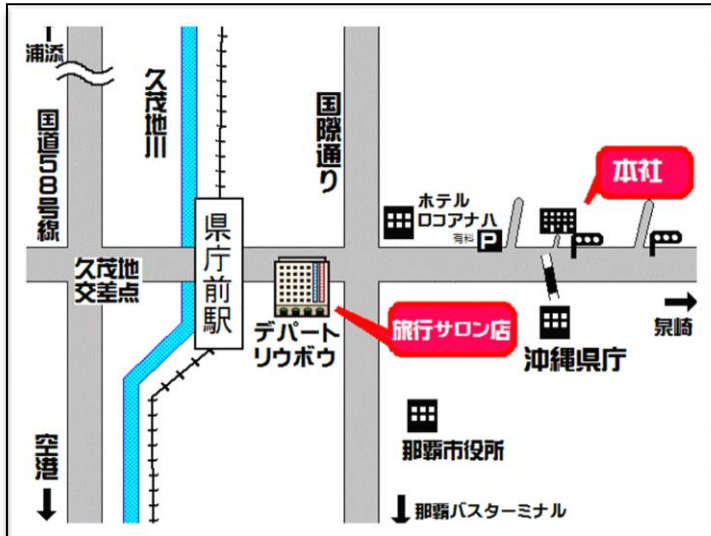 浦添
国道58号線
久茂地川
国際通り
本社
ホテル
ロコアナハ
有料
P
久茂地
交差点
県庁前駅
デパート
リウボウ
旅行サロン店
沖縄県庁
泉崎
那覇市役所
空港
那覇バスターミナル